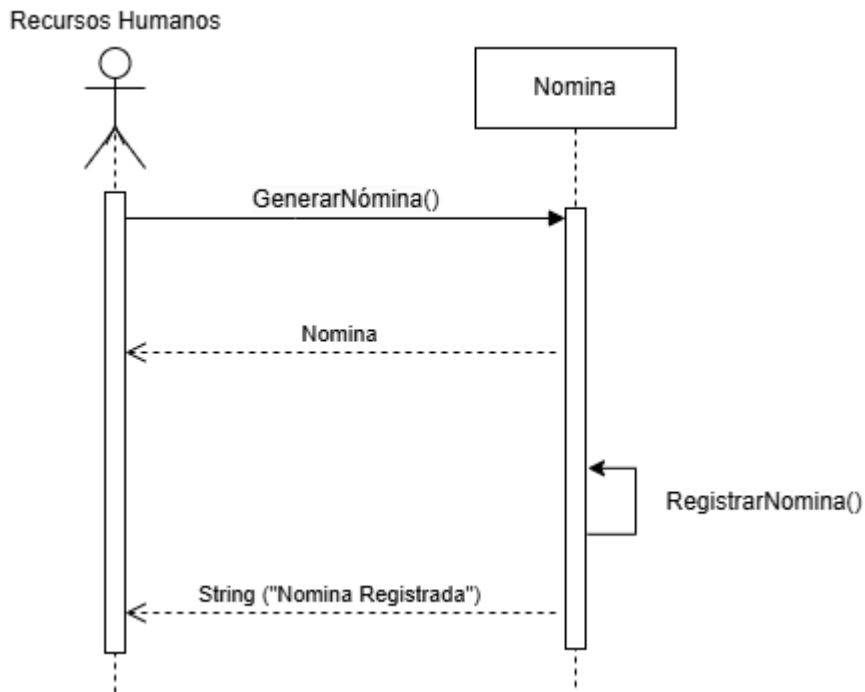 Recursos Humanos
Nomina
GenerarNómina()
Nomina
RegistrarNomina()
String ("Nomina Registrada")